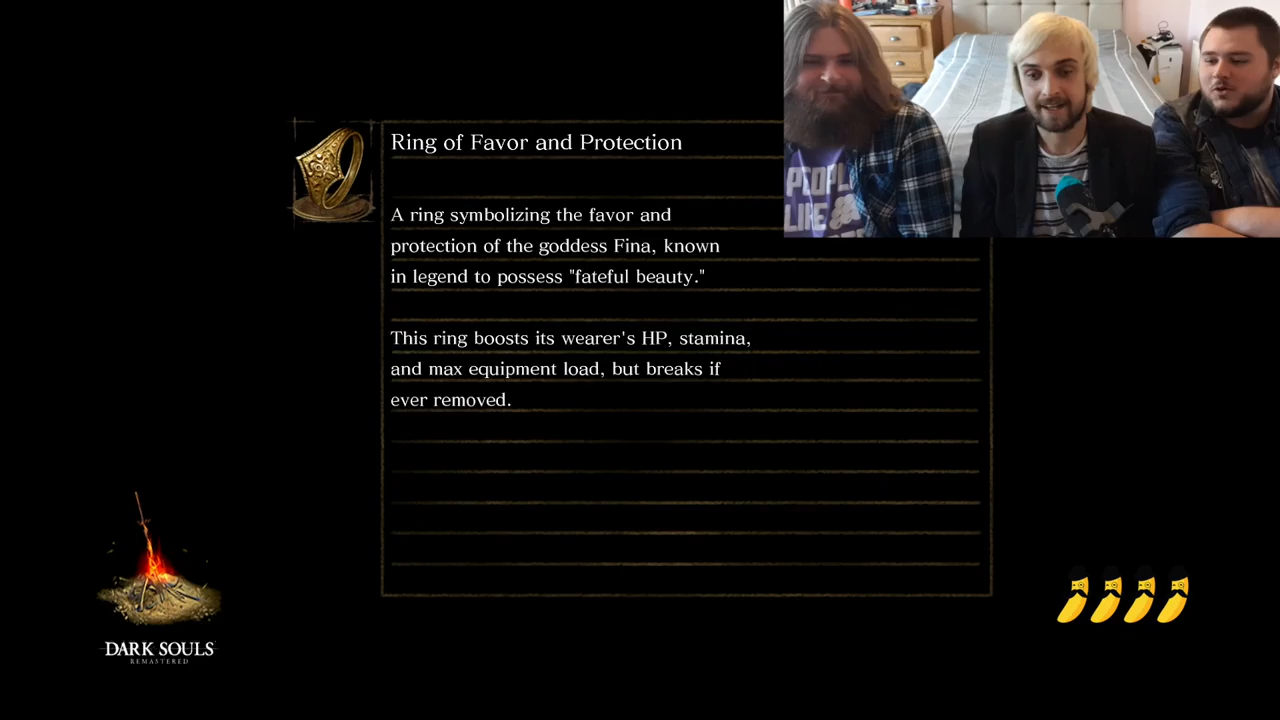 Ring of Favor and Protection
A ring symbolizing the favor and
protection of the goddess Fina, known
in legend to possess "fateful beauty."
This ring boosts its wearer's HP, stamina,
and max equipment load, but breaks if
ever removed.
PEOPL
LIKE
DARK SOULS
REMASTERED